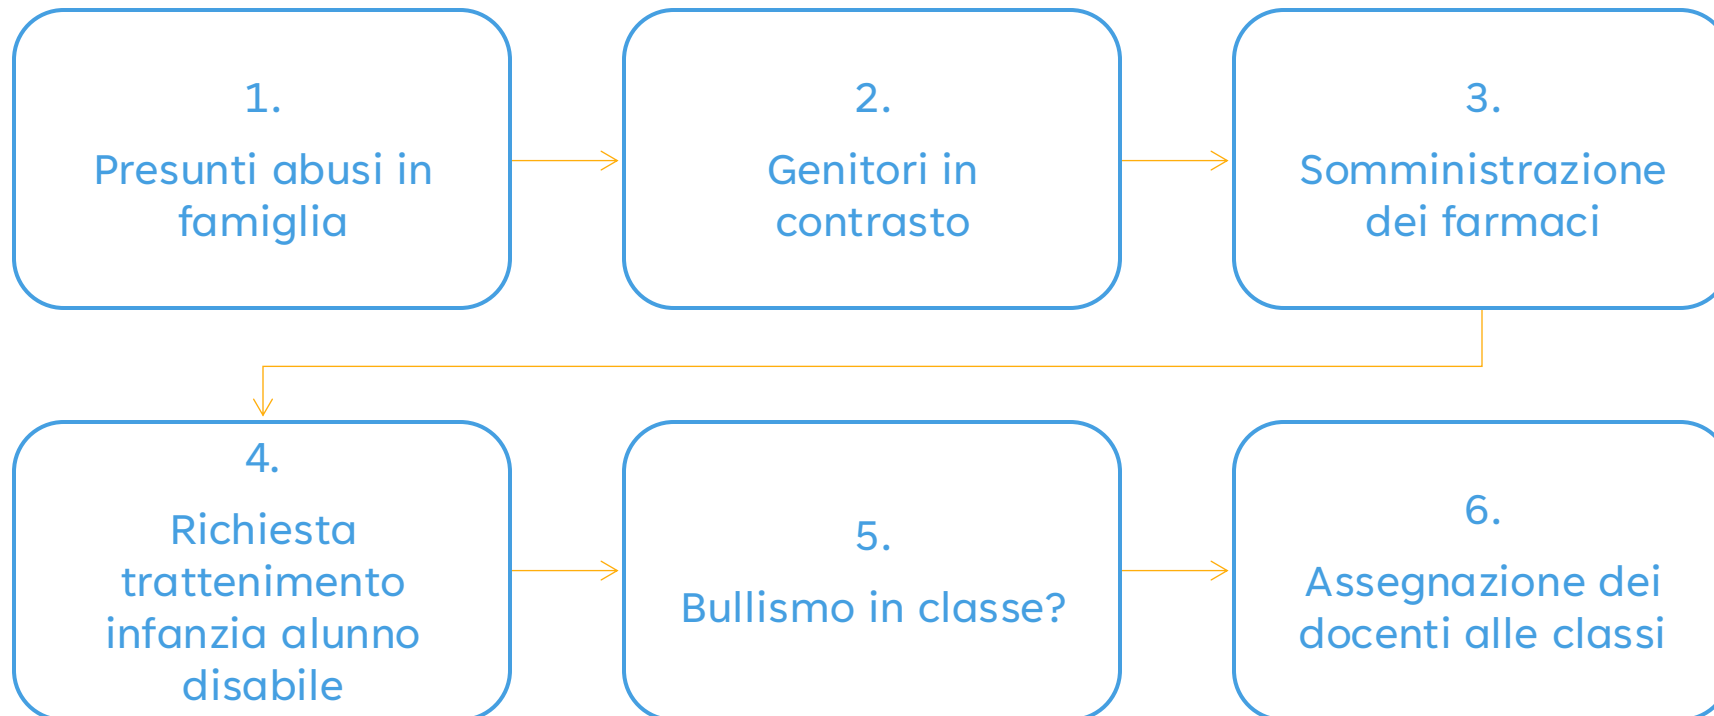 1.
Presunti abusi in
famiglia
2.
Genitori in
contrasto
3.
Somministrazione
dei farmaci
4.
Richiesta
trattenimento
infanzia alunno
disabile
5.
Bullismo in classe?
6.
Assegnazione dei
docenti alle classi